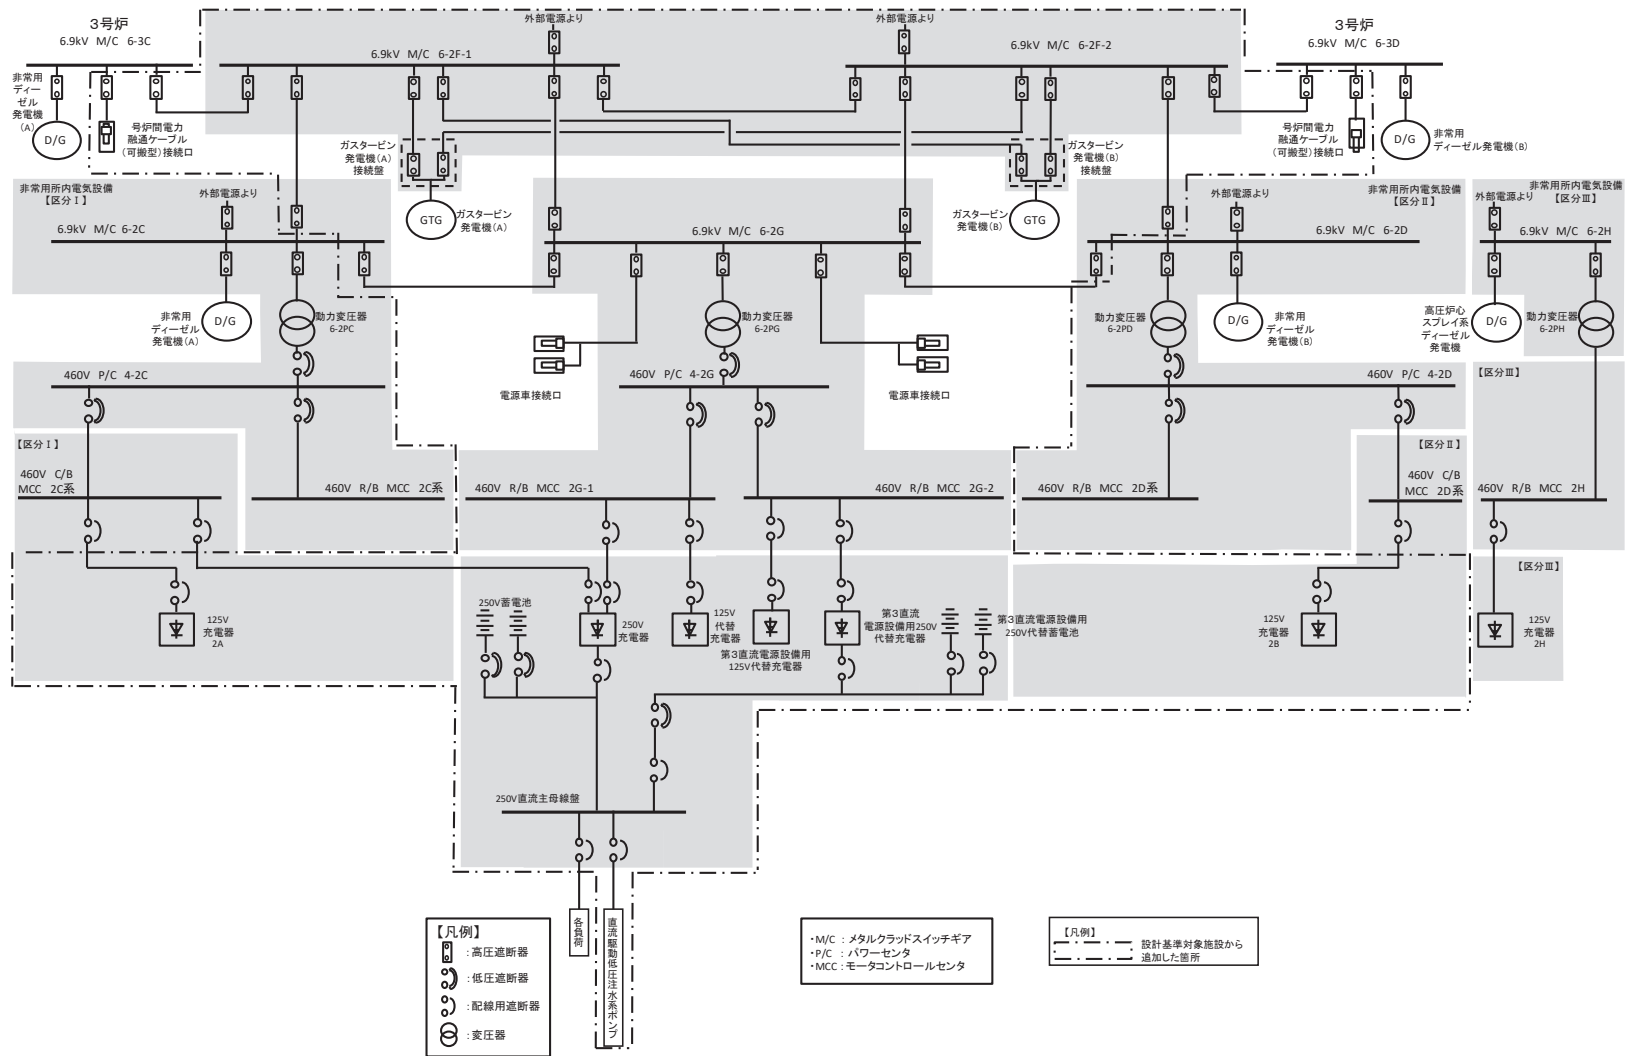 3号炉
6.9kV M/C 6-3C
外部電源より
外部電源より
3号炉
6.9kV M/C 6-3D
6.9kV M/C 6-2F-1
6.9kV M/C 6-2F-2
非常用
ディー
ゼル
発電機
(A)
D/G
号炉間電力
融通ケーブル
(可搬型)接続口
ガスタービン
発電機(A)
接続盤
ガスタービン
発電機(B)
接続盤
号炉間電力
融通ケーブル
(可搬型)接続口
D/G
非常用
ディーゼル発電機(B)
非常用所内電気設備
【区分Ⅰ】
外部電源より
6.9kV M/C 6-2C
GTG
ガスタービン
発電機(A)
6.9kV M/C 6-2G
ガスタービン
発電機(B)
GTG
外部電源より
非常用所内電気設備
【区分Ⅱ】
6.9kV M/C 6-2D
非常用所内電気設備
【区分Ⅲ】
外部電源より
6.9kV M/C 6-2H
非常用
ディーゼル
発電機(A)
D/G
動力変圧器
6-2PC
動力変圧器
6-2PG
動力変圧器
6-2PD
D/G
非常用
ディーゼル
発電機(B)
高圧炉心
スプレイ系
ディーゼル
発電機
D/G
動力変圧器
6-2PH
460V P/C 4-2C
460V P/C 4-2G
460V P/C 4-2D
【区分Ⅲ】
電源車接続口
電源車接続口
【区分Ⅰ】
460V C/B
MCC 2C系
460V R/B MCC 2C系
460V R/B MCC 2G-1
460V R/B MCC 2G-2
460V R/B MCC 2D系
【区分Ⅱ】
460V C/B
MCC 2D系
460V R/B MCC 2H
【区分Ⅲ】
125V
充電器
2A
250V蓄電池
250V
充電器
125V
代替
充電器
第3直流電源設備用
125V代替充電器
第3直流
電源設備用250V
代替充電器
第3直流電源設備用
250V代替蓄電池
125V
充電器
2B
125V
充電器
2H
250V直流主母線盤
各負荷
直流駆動低圧注水系ポンプ
【凡例】
:高圧遮断器
:低圧遮断器
:配線用遮断器
:変圧器
・M/C : メタルクラッドスイッチギア
・P/C : パワーセンタ
・MCC : モータコントロールセンタ
【凡例】
設計基準対象施設から
追加した箇所